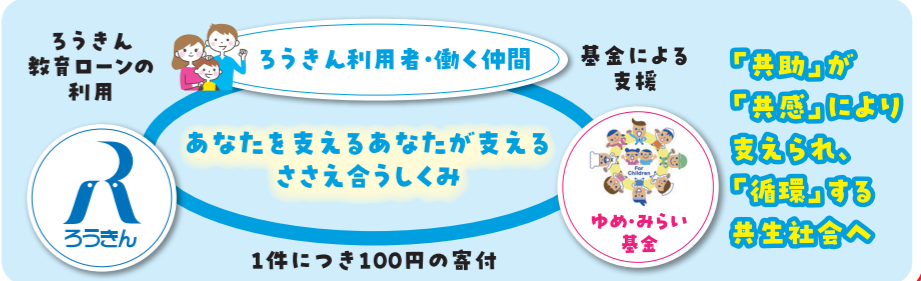 ろうきん
教育ローンの
利用
ろうきん利用者・働く仲間
基金による
支援
「共助」が
「共感」により
支えられ、
「循環」する
共生社会へ
あなたを支えるあなたが支える
ささえ合うしくみ
ろうきん
For
Children
ゆめ・みらい
基金
1件につき100円の寄付